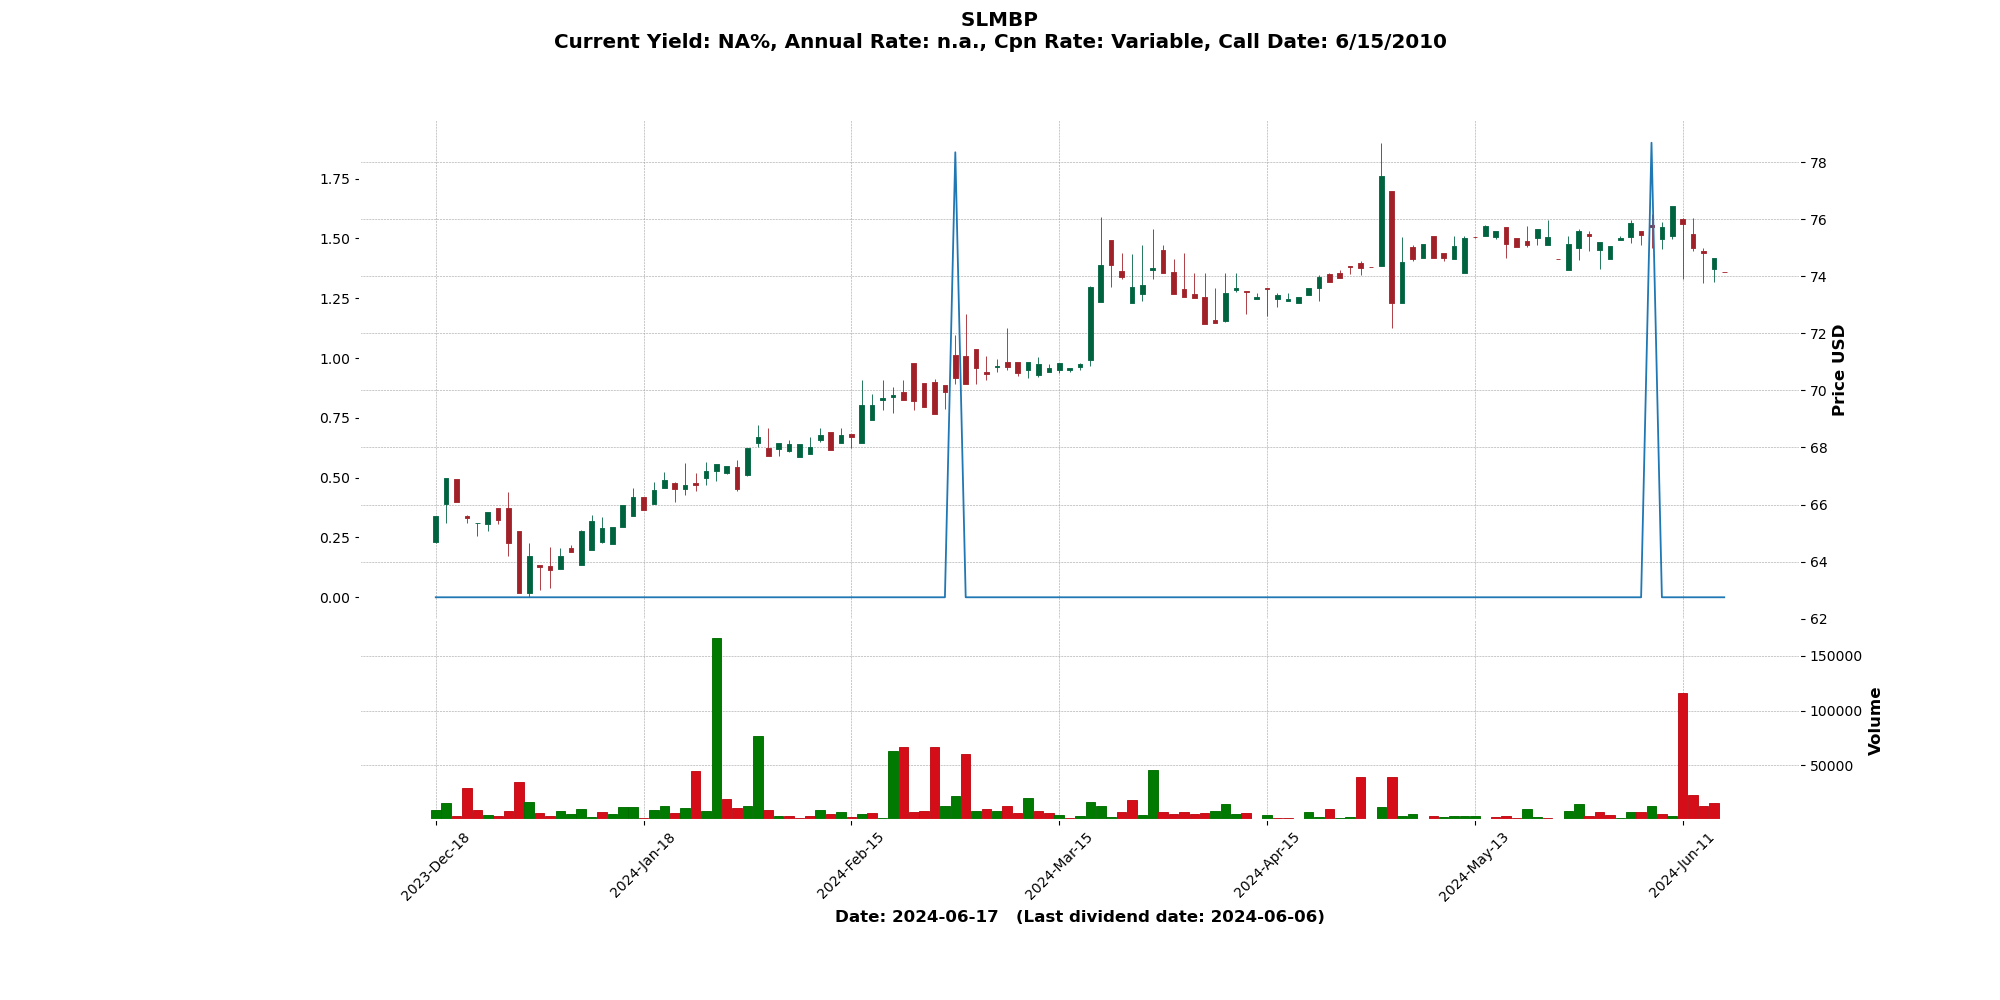 SLMBP
Current Yield: NA%, Annual Rate: n.a., Cpn Rate: Variable, Call Date: 6/15/2010
1.75
1.50
1.25
1.00
0.75
0.50
0.25
0.00
78
76
74
72
70
68
66
64
62
Price USD
150000
100000
50000
Volume
2023-Dec-18
2024-Jan-18
2024-Feb-15
2024-Mar-15
2024-Apr-15
2024-May-13
2024-Jun-11
Date: 2024-06-17 (Last dividend date: 2024-06-06)